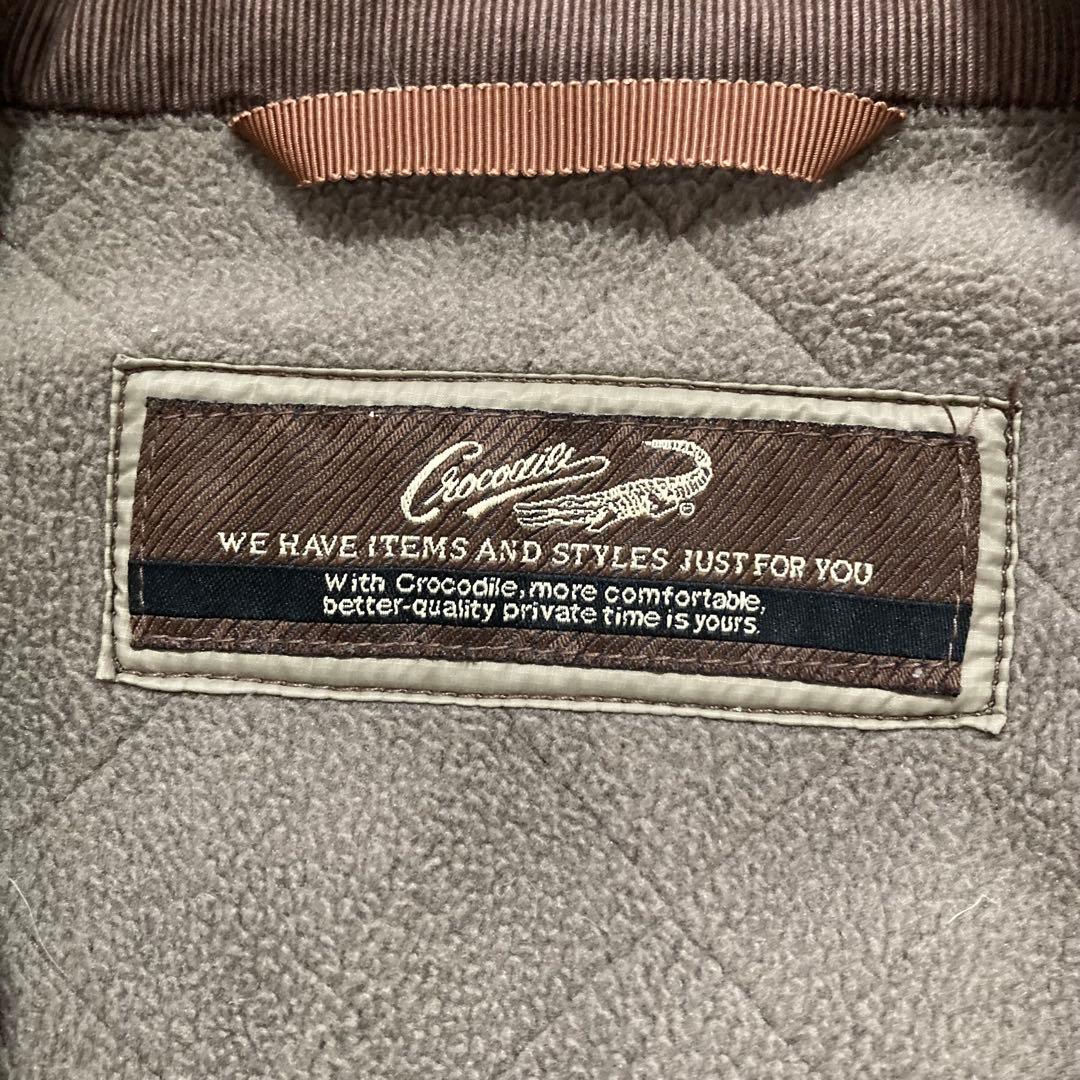 Crocodile
WE HAVE ITEMS AND STYLES JUST FOR YOU
With Crocodile, more comfortable,
better-quality private time is yours.